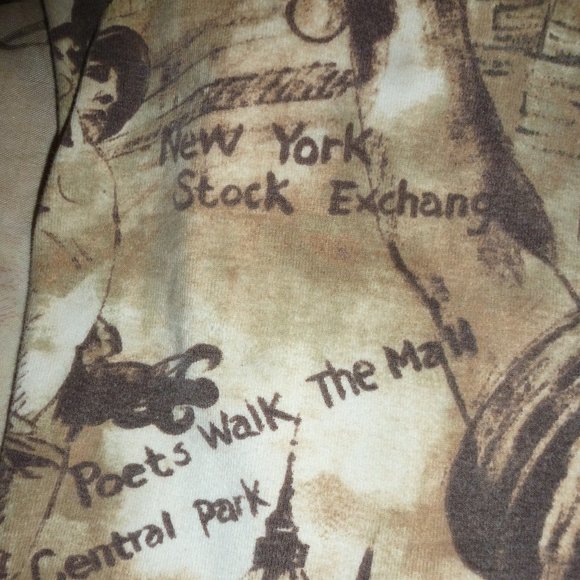 New York
Stock Exchang
Poets Walk, The Mall
Central Park